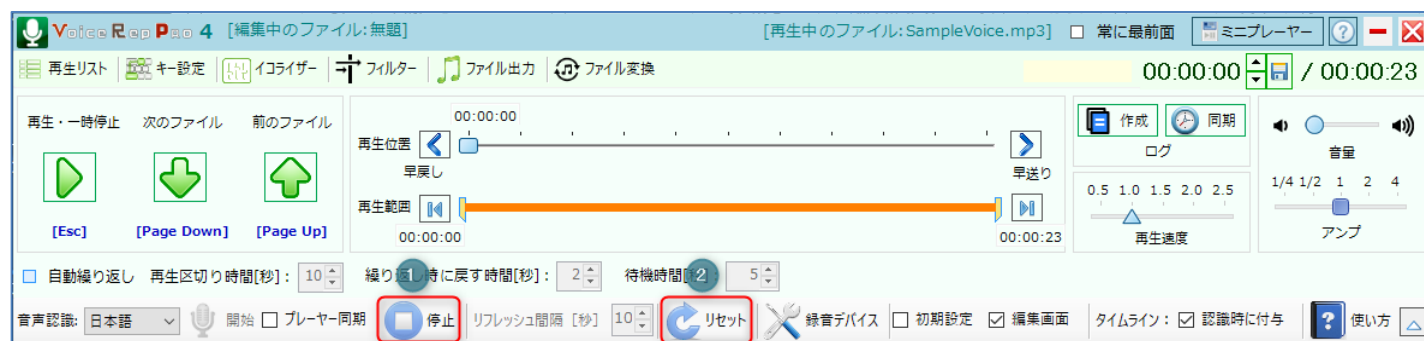 Voice Rep Pro 4 [編集中のファイル:無題] [再生中のファイル:SampleVoice.mp3] 常に最前面 ミニプレーヤー ?
再生リスト キー設定 イコライザー フィルター ファイル出力 ファイル変換 00:00:00 / 00:00:23
再生・一時停止 次のファイル 前のファイル
[Esc] [Page Down] [Page Up]
00:00:00
再生位置
早戻し 早送り
再生範囲
00:00:00 00:00:23
作成 同期
ログ
0.5 1.0 1.5 2.0 2.5
再生速度
音量
1/4 1/2 1 2 4
アンプ
自動繰り返し 再生区切り時間[秒]: 10 繰り返し時に戻す時間[秒]: 2 待機時間 5
1 2
音声認識: 日本語 開始 プレーヤー同期 停止 リフレッシュ間隔 [秒] 10 リセット 録音デバイス 初期設定 編集画面 タイムライン: 認識時に付与 ? 使い方